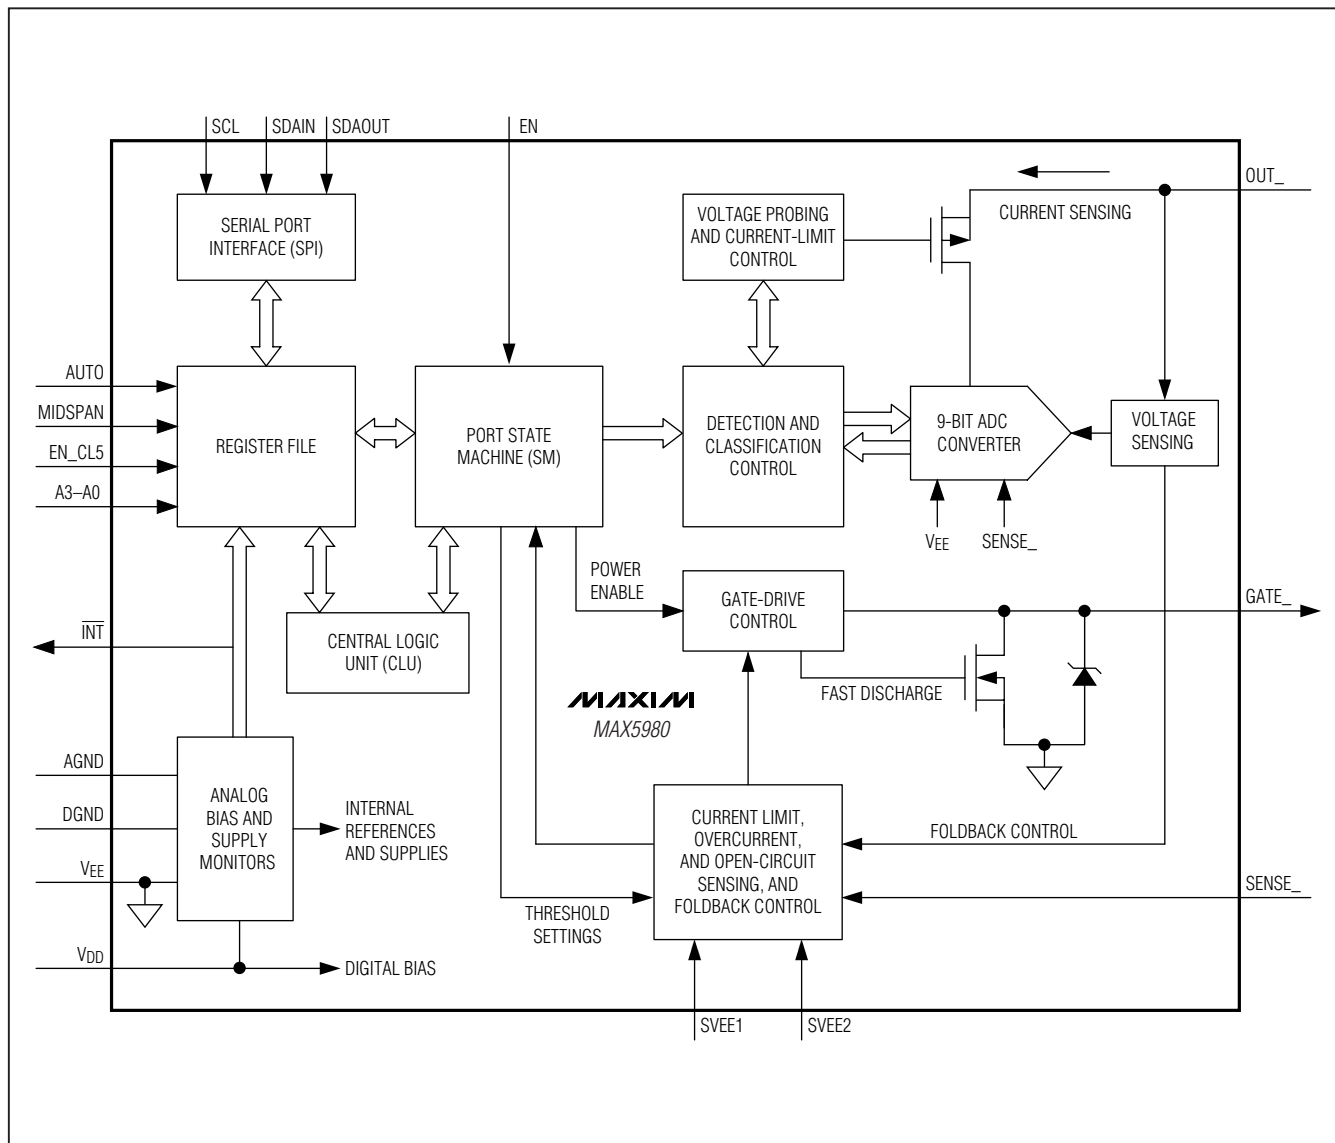 SCL
SDAIN
SDAOUT
EN
SERIAL PORT
INTERFACE (SPI)
VOLTAGE PROBING
AND CURRENT-LIMIT
CONTROL
CURRENT SENSING
OUT_
AUTO
MIDSPAN
EN_CL5
A3–A0
REGISTER FILE
PORT STATE
MACHINE (SM)
DETECTION AND
CLASSIFICATION
CONTROL
9-BIT ADC
CONVERTER
VOLTAGE
SENSING
VEE
SENSE_
POWER
ENABLE
GATE-DRIVE
CONTROL
GATE_
INT
CENTRAL LOGIC
UNIT (CLU)
FAST DISCHARGE
MAXIM
MAX5980
AGND
DGND
VEE
VDD
ANALOG
BIAS AND
SUPPLY
MONITORS
INTERNAL
REFERENCES
AND SUPPLIES
DIGITAL BIAS
THRESHOLD
SETTINGS
CURRENT LIMIT,
OVERCURRENT,
AND OPEN-CIRCUIT
SENSING, AND
FOLDBACK CONTROL
FOLDBACK CONTROL
SENSE_
SVEE1
SVEE2